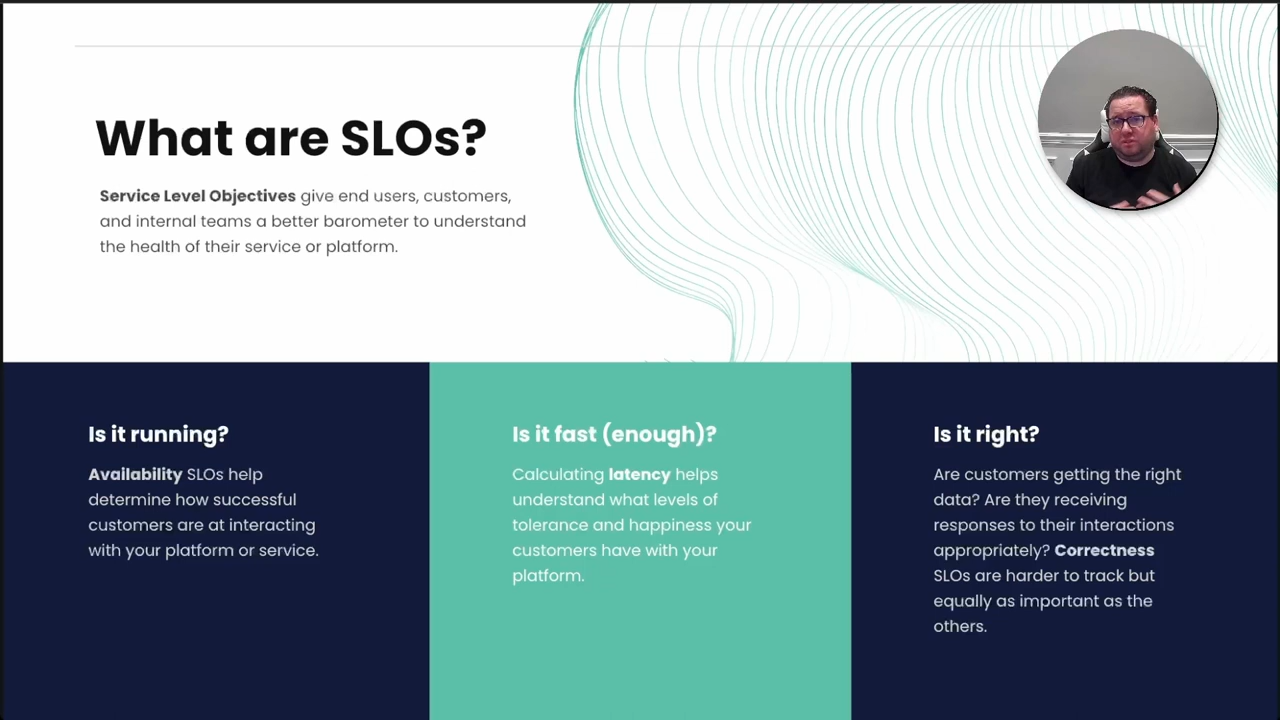 What are SLOs?
Service Level Objectives give end users, customers,
and internal teams a better barometer to understand
the health of their service or platform.
Is it running?
Availability SLOs help
determine how successful
customers are at interacting
with your platform or service.
Is it fast (enough)?
Calculating latency helps
understand what levels of
tolerance and happiness your
customers have with your
platform.
Is it right?
Are customers getting the right
data? Are they receiving
responses to their interactions
appropriately? Correctness
SLOs are harder to track but
equally as important as the
others.